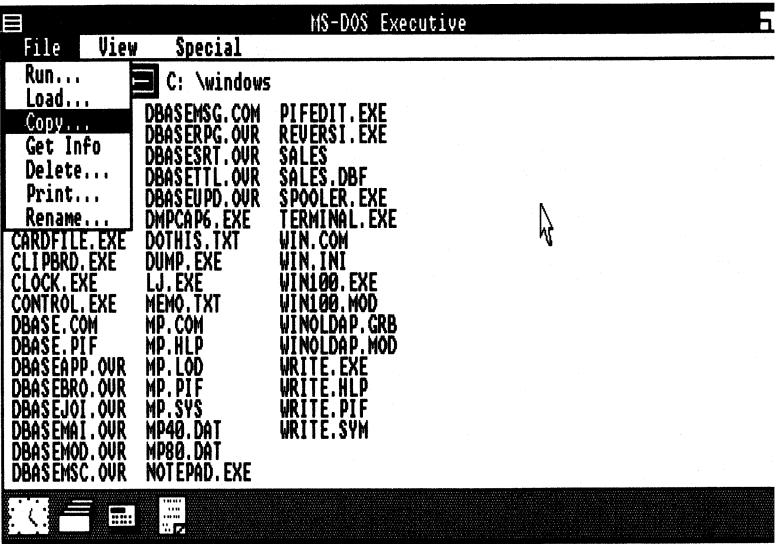 MS-DOS Executive
File View Special
Run...
Load...
Copy...
Get Info
Delete...
Print...
Rename...
C: \windows
CARDFILE.EXE
CLIPBRD.EXE
CLOCK.EXE
CONTROL.EXE
DBASE.COM
DBASE.PIF
DBASEAPP.OVR
DBASEBRO.OVR
DBASEJOI.OVR
DBASEMAI.OVR
DBASEMOD.OVR
DBASEMSC.OVR
DBASEMSG.COM
DBASERPG.OVR
DBASESRT.OVR
DBASETTL.OVR
DBASEUPD.OVR
DMPCAP6.EXE
DOTHIS.TXT
DUMP.EXE
LJ.EXE
MEMO.TXT
MP.COM
MP.HLP
MP.LOD
MP.PIF
MP.SYS
MP40.DAT
MP80.DAT
NOTEPAD.EXE
PIFEDIT.EXE
REVERSI.EXE
SALES
SALES.DBF
SPOOLER.EXE
TERMINAL.EXE
WIN.COM
WIN.INI
WIN100.EXE
WIN100.MOD
WINOLDAP.GRB
WINOLDAP.MOD
WRITE.EXE
WRITE.HLP
WRITE.PIF
WRITE.SYM